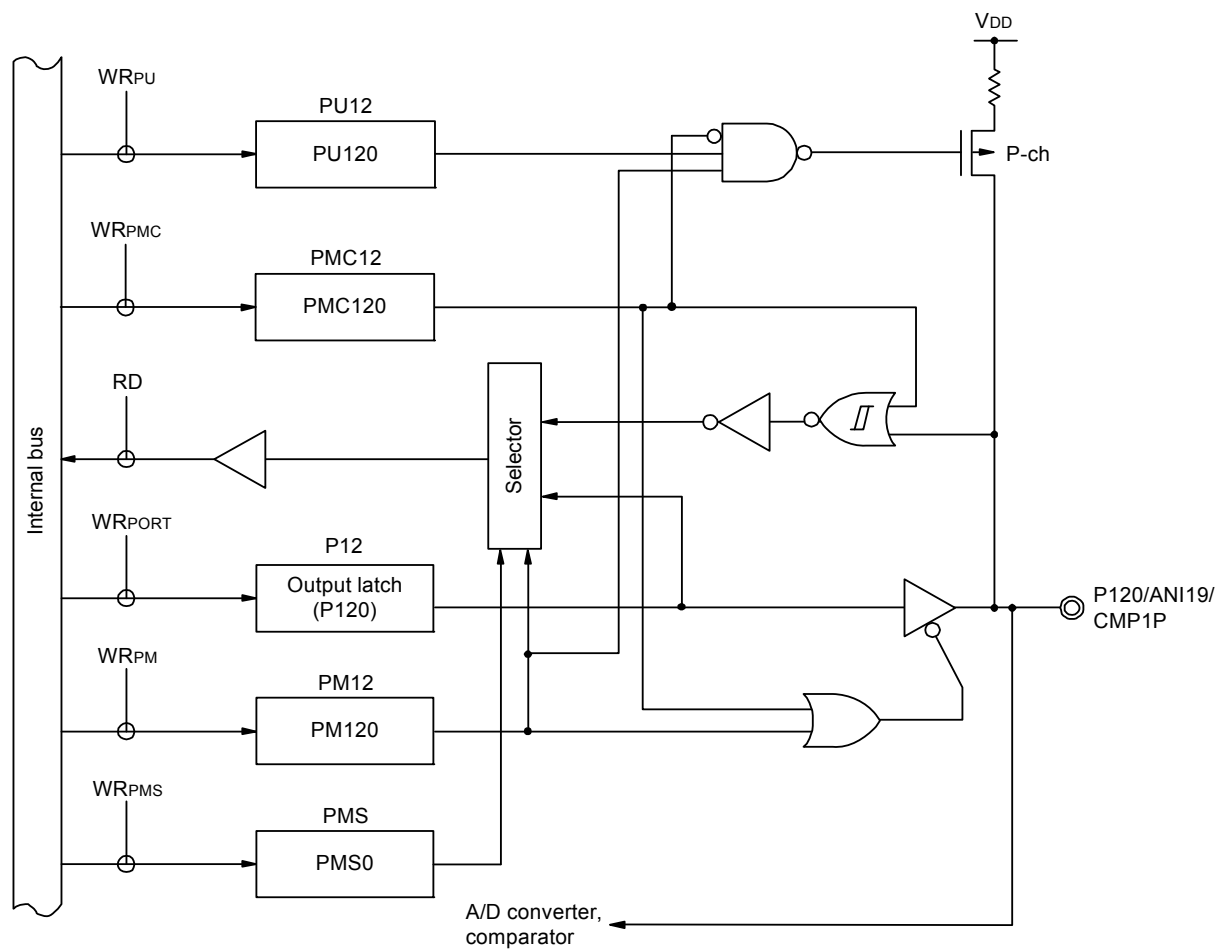 VDD
WRPU
PU12
PU120
P-ch
WRPMC
PMC12
PMC120
RD
Selector
Internal bus
WRPORT
P12
Output latch
(P120)
P120/ANI19/
CMP1P
WRPM
PM12
PM120
WRPMS
PMS
PMS0
A/D converter,
comparator